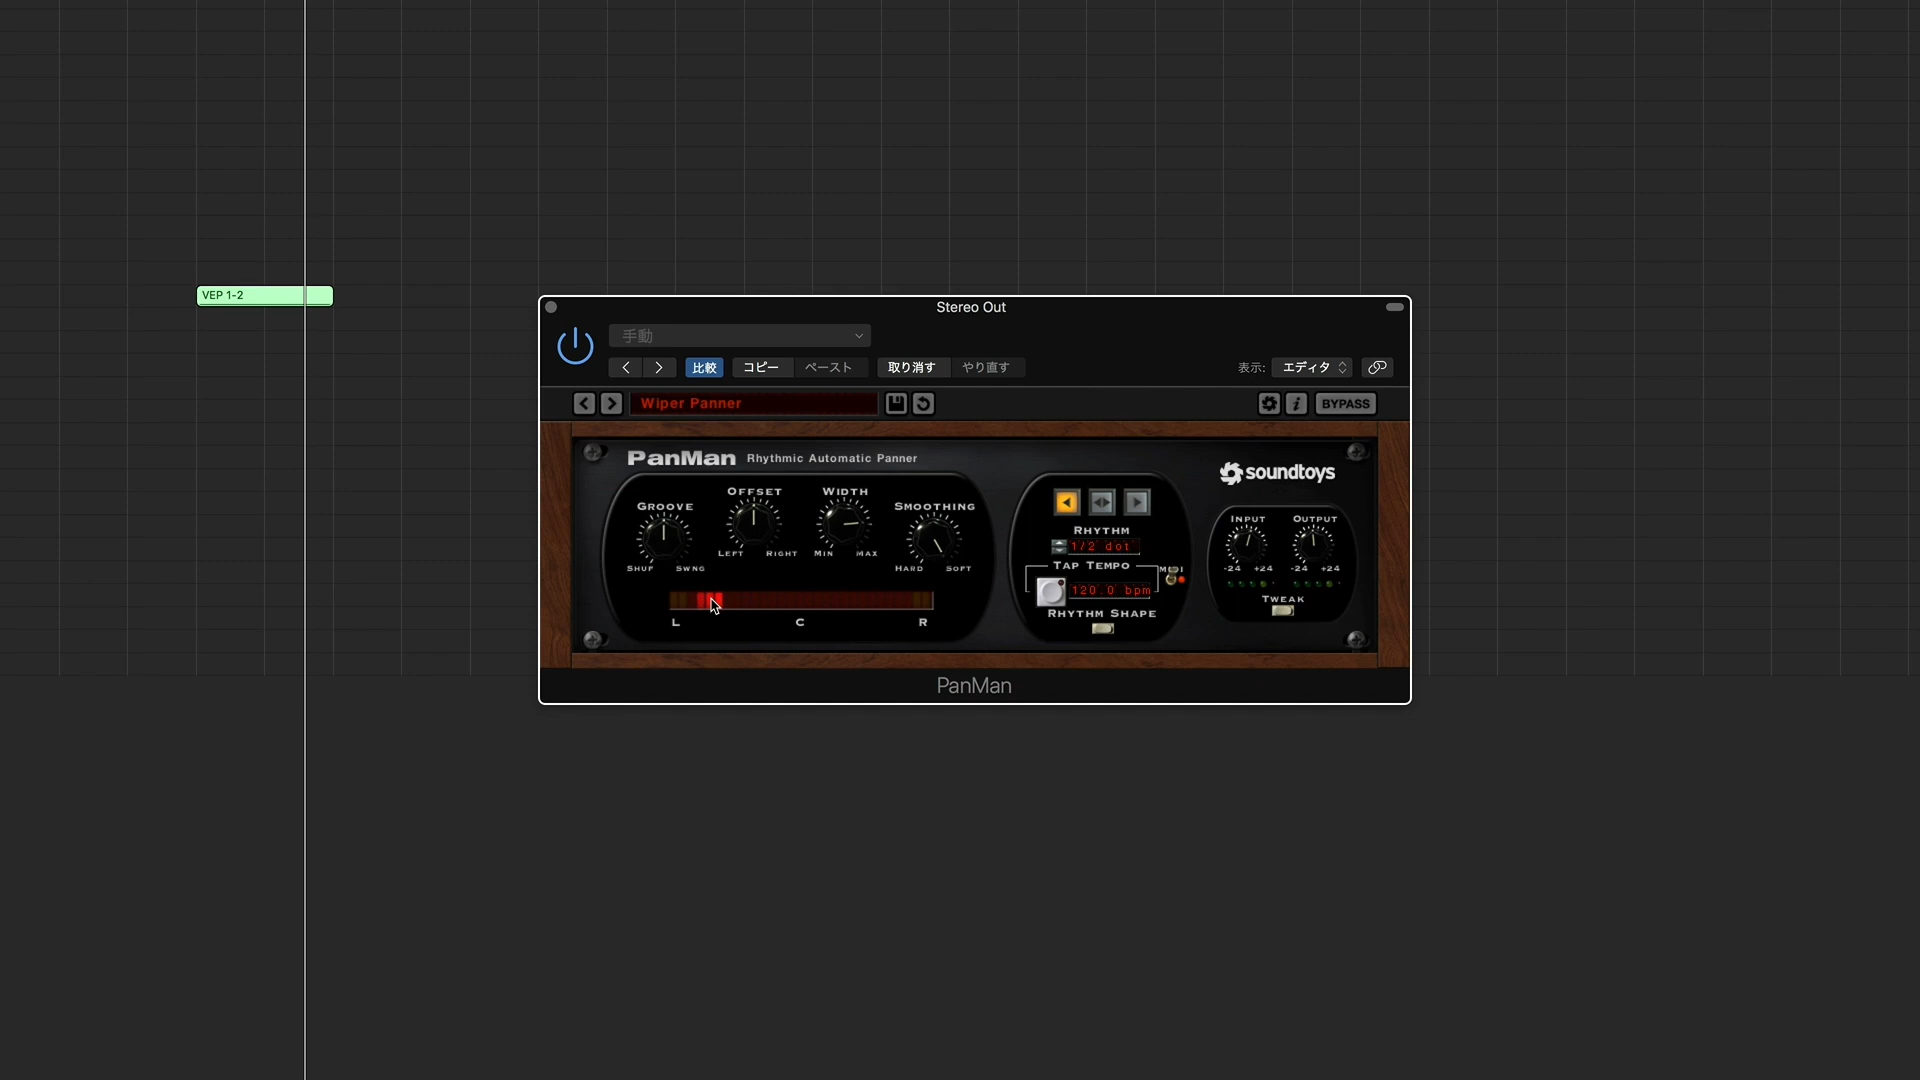 VEP 1-2
Stereo Out
手動
比較 コピー ペースト 取り消す やり直す 表示: エディタ
Wiper Panner
BYPASS
PanMan Rhythmic Automatic Panner
soundtoys
GROOVE
SHUF SWNG
OFFSET
LEFT RIGHT
WIDTH
MIN MAX
SMOOTHING
HARD SOFT
L C R
RHYTHM
1/2 dot
TAP TEMPO
MIDI
120.0 bpm
RHYTHM SHAPE
INPUT OUTPUT
-24 +24 -24 +24
TWEAK
PanMan